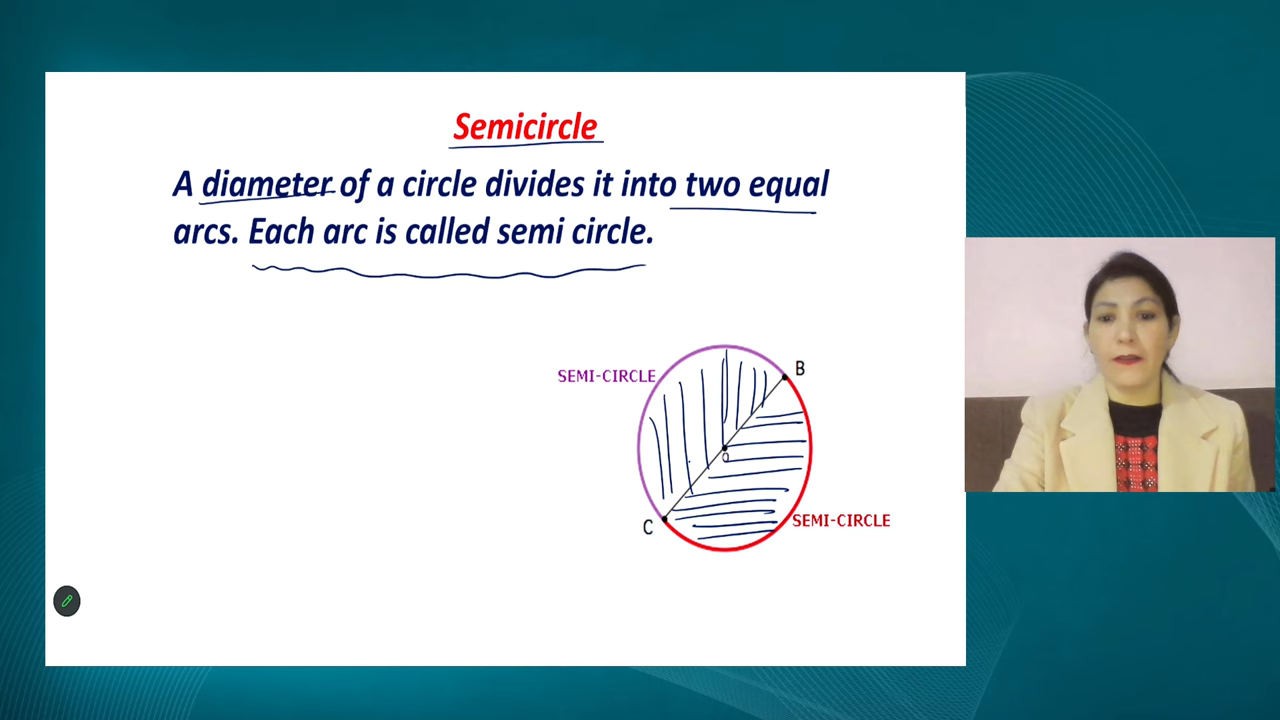 Semicircle
A diameter of a circle divides it into two equal
arcs. Each arc is called semi circle.
B
SEMI-CIRCLE
O
SEMI-CIRCLE
C